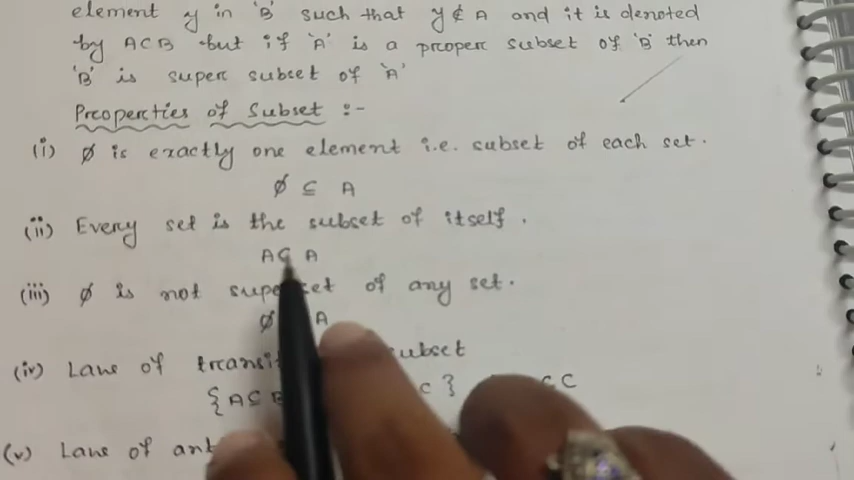 element y in 'B' such that y ∉ A and it is denoted
by A⊂B but if 'A' is a proper subset of 'B' then
'B' is super subset of 'A'
Properties of Subset :-
(i) ∅ is exactly one element i.e. subset of each set.
∅ ⊆ A
(ii) Every set is the subset of itself.
A⊆ A
(iii) ∅ is not superset of any set.
∅ A
(iv) Law of subset
{A⊆B C} ⊂C
(v) Law of